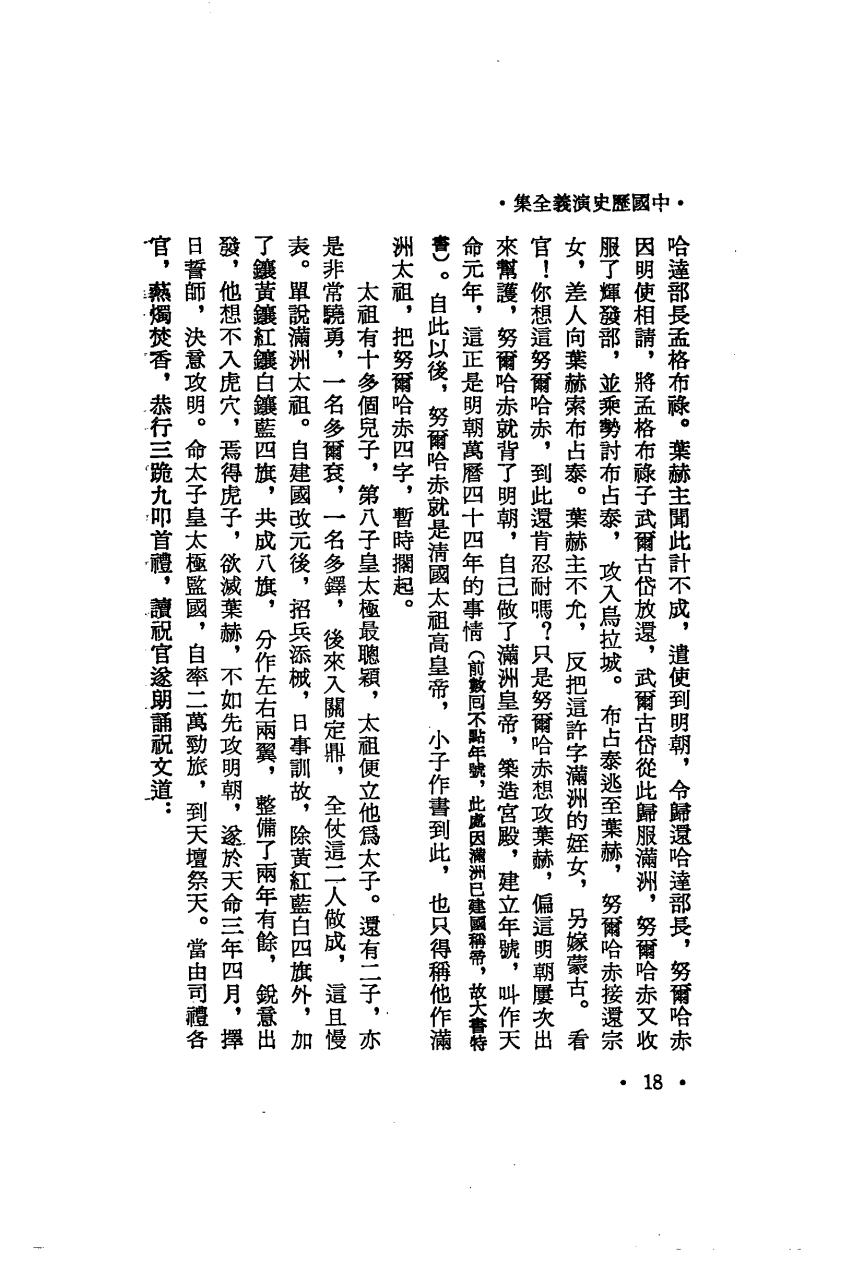 ·中國歷史演義全集·
哈達部長孟格布祿。葉赫主聞此計不成，遣使到明朝，令歸還哈達部長，努爾哈赤
因明使相請，將孟格布祿子武爾古岱放還，武爾古岱從此歸服滿洲，努爾哈赤又收
服了輝發部，並乘勢討布占泰，攻入烏拉城。布占泰逃至葉赫，努爾哈赤接還宗
女，差人向葉赫索布占泰。葉赫主不允，反把這許字滿洲的姪女，另嫁蒙古。看
官！你想這努爾哈赤，到此還肯忍耐嗎？只是努爾哈赤想攻葉赫，偏這明朝屢次出
來幫護，努爾哈赤就背了明朝，自己做了滿洲皇帝，築造宮殿，建立年號，叫作天
命元年，這正是明朝萬曆四十四年的事情（前數回不點年號，此處因滿洲已建國稱帝，故大書特
書）。自此以後，努爾哈赤就是清國太祖高皇帝，小子作書到此，也只得稱他作滿
洲太祖，把努爾哈赤四字，暫時擱起。
太祖有十多個兒子，第八子皇太極最聰穎，太祖便立他爲太子。還有二子，亦
是非常驍勇，一名多爾袞，一名多鐸，後來入關定鼎，全仗這二人做成，這且慢
表。單說滿洲太祖。自建國改元後，招兵添械，日事訓故，除黃紅藍白四旗外，加
了鑲黃鑲紅鑲白鑲藍四旗，共成八旗，分作左右兩翼，整備了兩年有餘，銳意出
發，他想不入虎穴，焉得虎子，欲滅葉赫，不如先攻明朝，遂於天命三年四月，擇
日誓師，決意攻明。命太子皇太極監國，自率二萬勁旅，到天壇祭天。當由司禮各
官，爇燭焚香，恭行三跪九叩首禮，讀祝官遂朗誦祝文道：
·18·